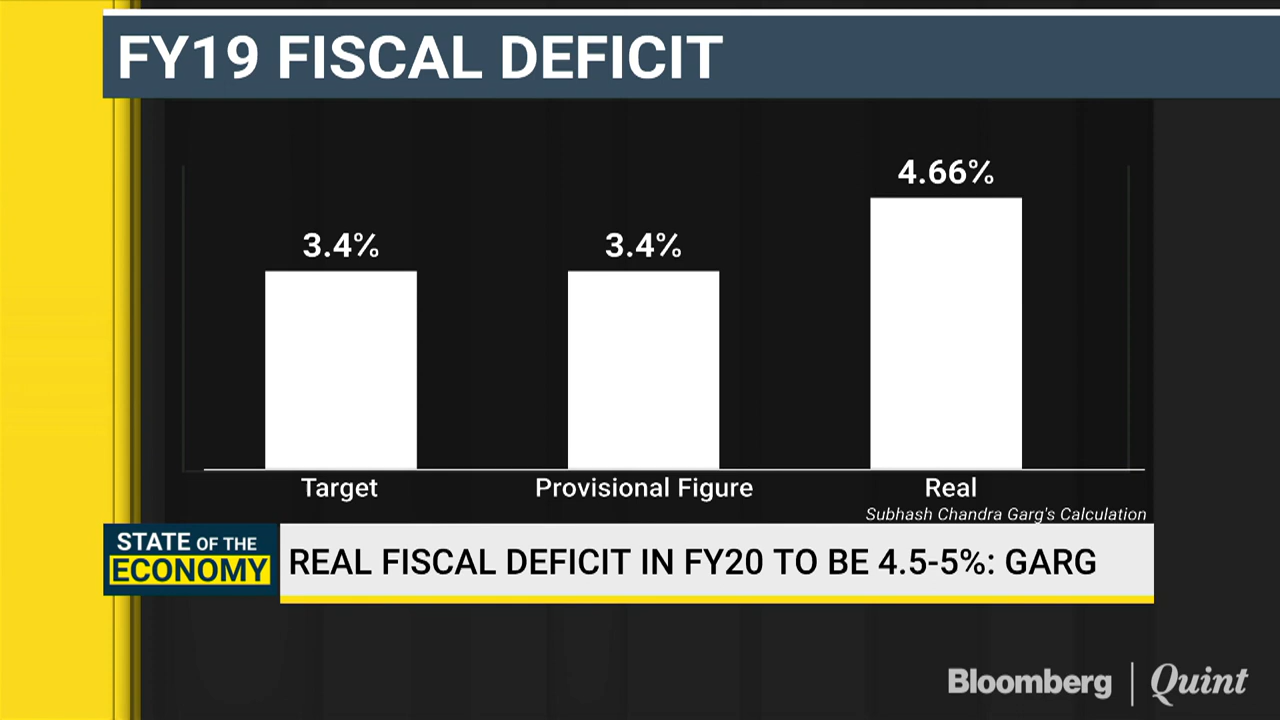 FY19 FISCAL DEFICIT
4.66%
3.4%
3.4%
Target
Provisional Figure
Real
Subhash Chandra Garg's Calculation
STATE OF THE
ECONOMY
REAL FISCAL DEFICIT IN FY20 TO BE 4.5-5%: GARG
Bloomberg | Quint